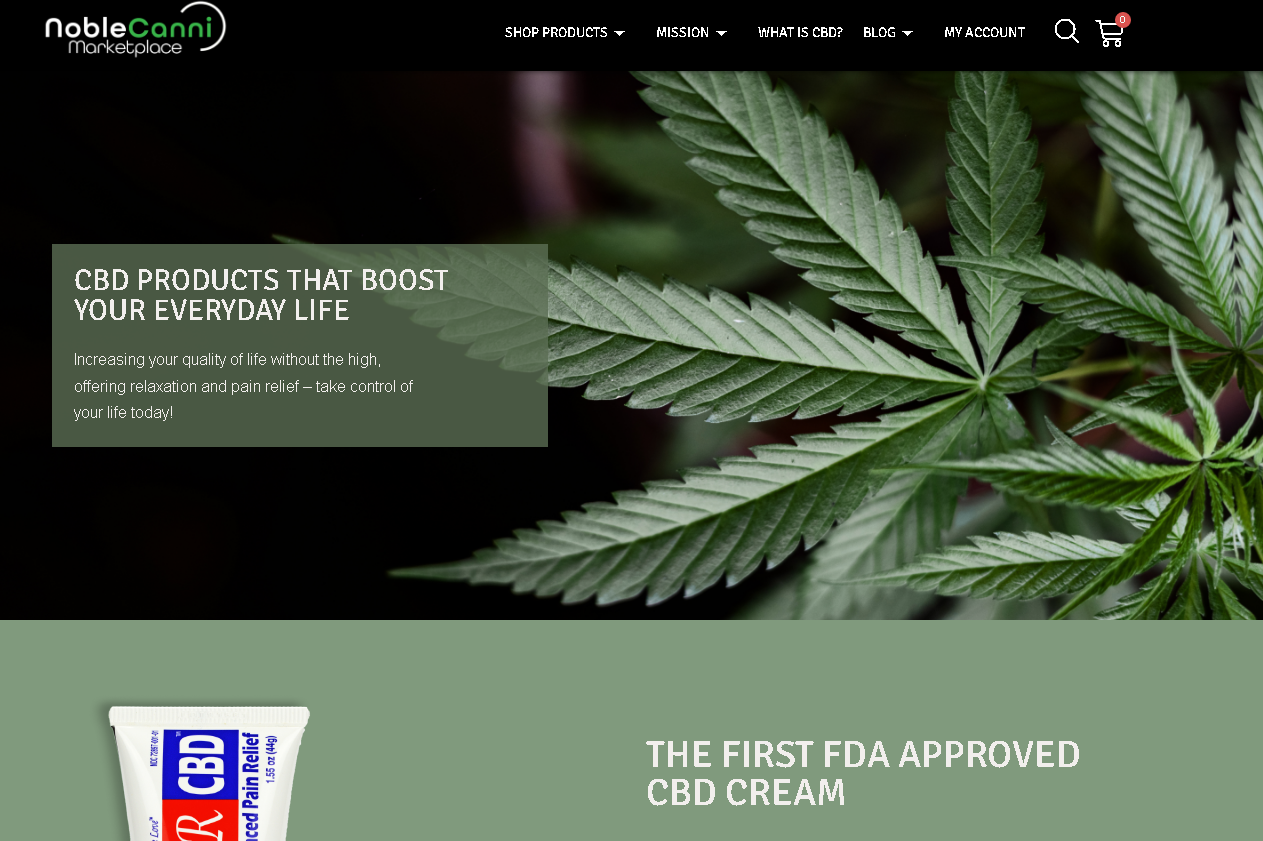 NobleCanni
Marketplace
SHOP PRODUCTS
MISSION
WHAT IS CBD?
BLOG
MY ACCOUNT
0
CBD PRODUCTS THAT BOOST
YOUR EVERYDAY LIFE
Increasing your quality of life without the high,
offering relaxation and pain relief – take control of
your life today!
THE FIRST FDA APPROVED
CBD CREAM
CBD
Pain Relief
1.55 oz (44g)